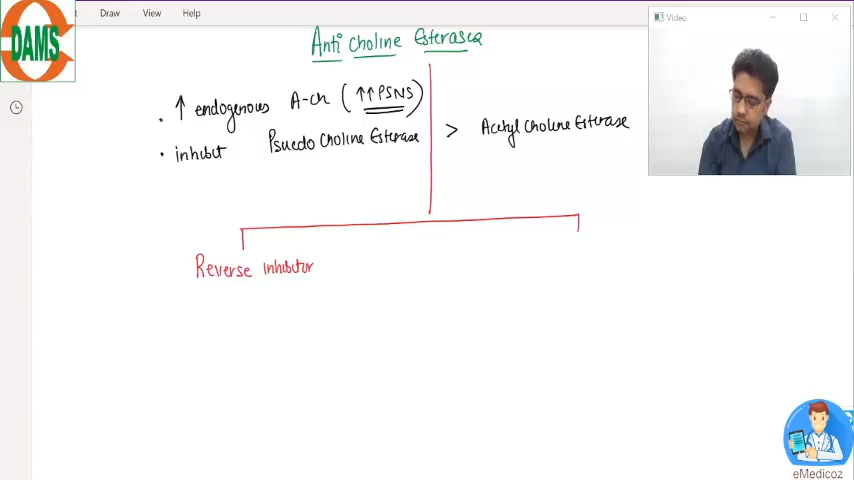 DAMS
Draw View Window Help
Video
Anti Choline Esterase
. ↑ endogenous A-ch (↑↑PSNS)
. inhibit Psuedo Choline Esterase > Acetyl Choline Esterase
Reverse inhibitor
eMedicoz